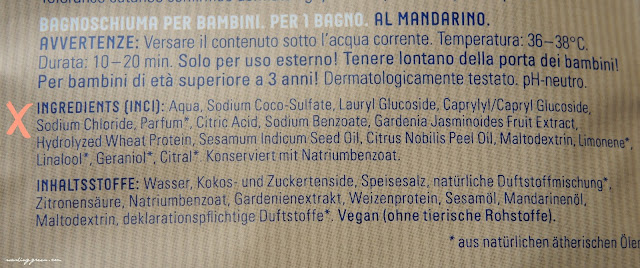 BAGNOSCHIUMA PER BAMBINI. PER 1 BAGNO. AL MANDARINO.
AVVERTENZE: Versare il contenuto sotto l'acqua corrente. Temperatura: 36–38°C.
Durata: 10–20 min. Solo per uso esterno! Tenere lontano della porta dei bambini!
Per bambini di età superiore a 3 anni! Dermatologicamente testato. pH-neutro.
X INGREDIENTS (INCI): Aqua, Sodium Coco-Sulfate, Lauryl Glucoside, Caprylyl/Capryl Glucoside,
Sodium Chloride, Parfum*, Citric Acid, Sodium Benzoate, Gardenia Jasminoides Fruit Extract,
Hydrolyzed Wheat Protein, Sesamum Indicum Seed Oil, Citrus Nobilis Peel Oil, Maltodextrin, Limonene*,
Linalool*, Geraniol*, Citral*. Konserviert mit Natriumbenzoat.
INHALTSSTOFFE: Wasser, Kokos- und Zuckertenside, Speisesalz, natürliche Duftstoffmischung*,
Zitronensäure, Natriumbenzoat, Gardenienextrakt, Weizenprotein, Sesamöl, Mandarinenöl,
Maltodextrin, deklarationspflichtige Duftstoffe*. Vegan (ohne tierische Rohstoffe).
* aus natürlichen ätherischen Ölen